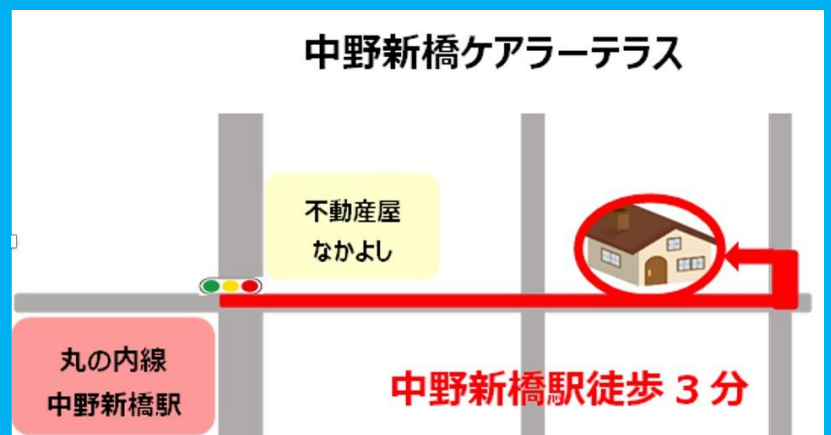 中野新橋ケアラーテラス
不動産屋
なかよし
丸の内線
中野新橋駅
中野新橋駅徒歩 3 分